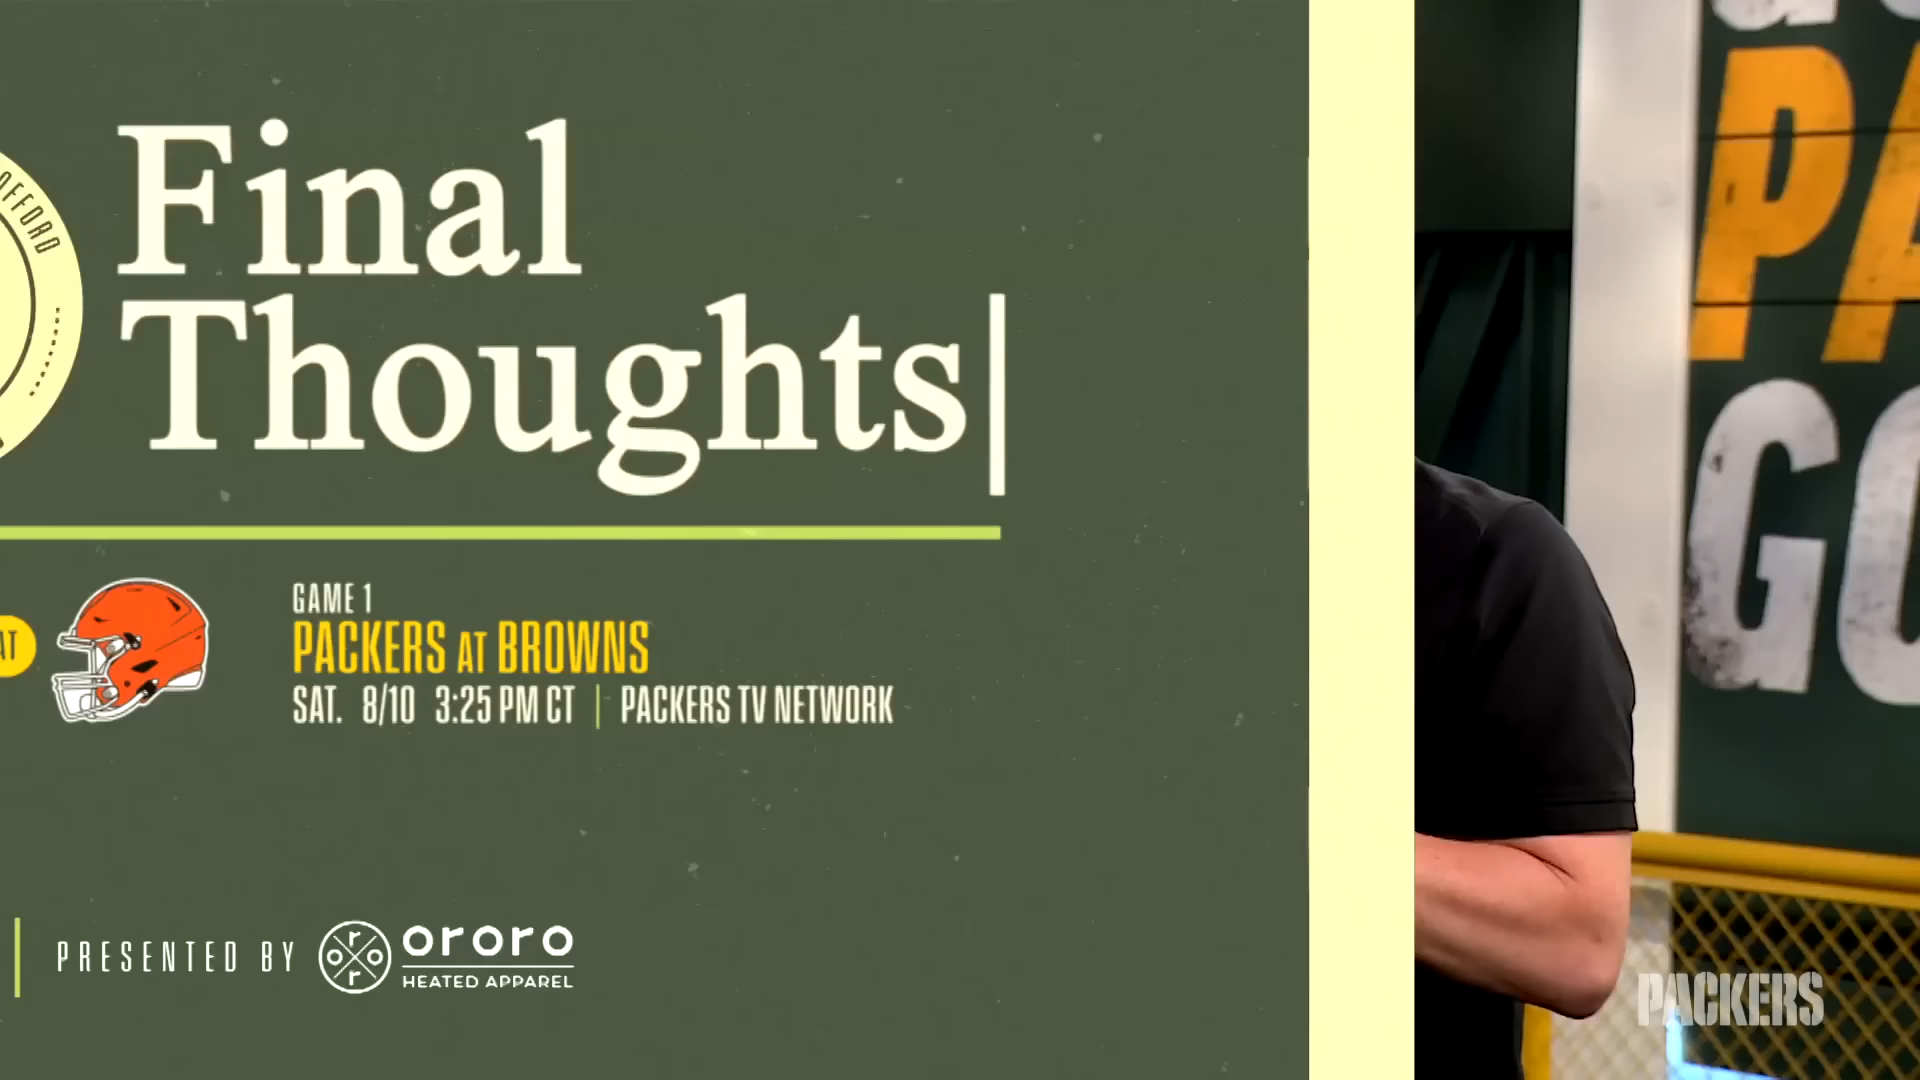 Final
Thoughts
AT
GAME 1
PACKERS AT BROWNS
SAT. 8/10 3:25 PM CT | PACKERS TV NETWORK
PRESENTED BY
ororo
HEATED APPAREL
PACKERS